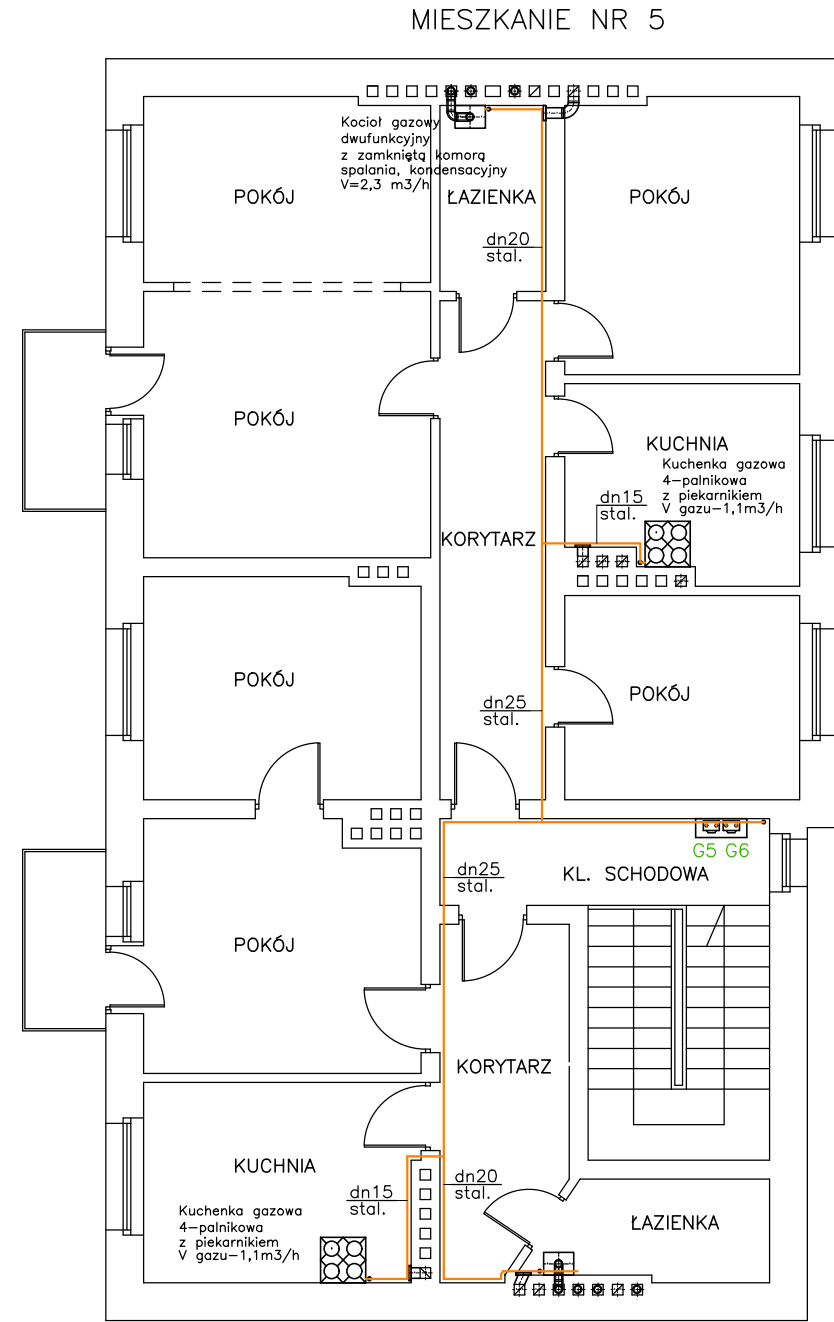 MIESZKANIE NR 5
Kocioł gazowy
dwufunkcyjny
z zamkniętą komorą
spalania, kondensacyjny
V=2,3 m3/h
POKÓJ
ŁAZIENKA
POKÓJ
dn20
stal.
POKÓJ
KUCHNIA
Kuchenka gazowa
4-palnikowa
z piekarnikiem
V gazu-1,1m3/h
dn15
stal.
KORYTARZ
POKÓJ
POKÓJ
dn25
stal.
G5 G6
dn25
stal.
KL. SCHODOWA
POKÓJ
KORYTARZ
KUCHNIA
dn15
stal.
dn20
stal.
Kuchenka gazowa
4-palnikowa
z piekarnikiem
V gazu-1,1m3/h
ŁAZIENKA